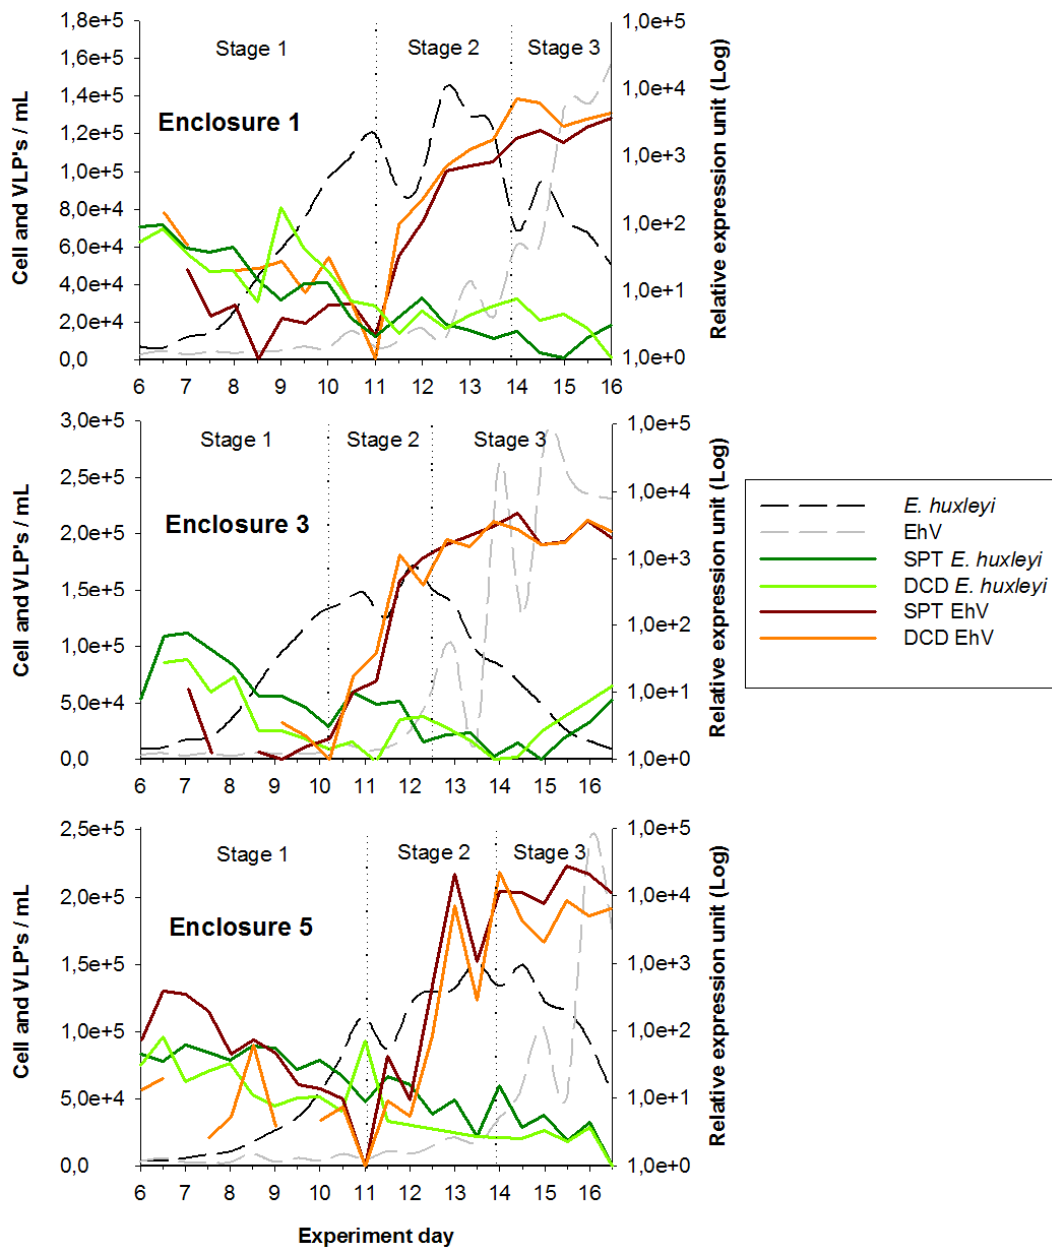 1,8e+5
1,6e+5
1,4e+5
1,2e+5
1,0e+5
8,0e+4
6,0e+4
4,0e+4
2,0e+4
0,0
Cell and VLP's / mL
Stage 1
Stage 2
Stage 3
Enclosure 1
1,0e+5
1,0e+4
1,0e+3
1,0e+2
1,0e+1
1,0e+0
Relative expression unit (Log)
6 7 8 9 10 11 12 13 14 15 16
3,0e+5
2,5e+5
2,0e+5
1,5e+5
1,0e+5
5,0e+4
0,0
Cell and VLP's / mL
Stage 1
Stage 2
Stage 3
Enclosure 3
1,0e+5
1,0e+4
1,0e+3
1,0e+2
1,0e+1
1,0e+0
Relative expression unit (Log)
6 7 8 9 10 11 12 13 14 15 16
E. huxleyi
EhV
SPT E. huxleyi
DCD E. huxleyi
SPT EhV
DCD EhV
2,5e+5
2,0e+5
1,5e+5
1,0e+5
5,0e+4
0,0
Cell and VLP's / mL
Stage 1
Stage 2
Stage 3
Enclosure 5
1,0e+5
1,0e+4
1,0e+3
1,0e+2
1,0e+1
1,0e+0
Relative expression unit (Log)
6 7 8 9 10 11 12 13 14 15 16
Experiment day